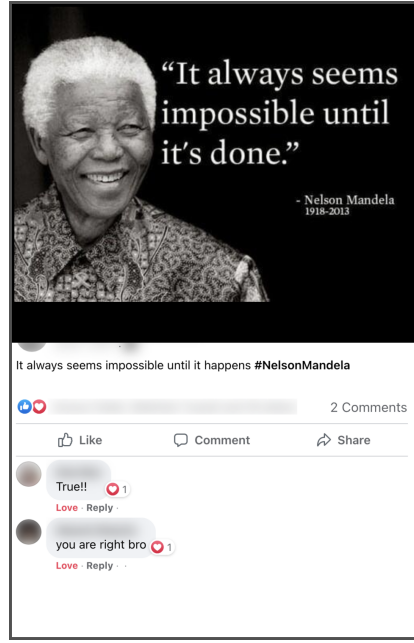 “It always seems
impossible until
it's done.”
- Nelson Mandela
1918-2013
It always seems impossible until it happens #NelsonMandela
2 Comments
Like
Comment
Share
True!!
1
Love · Reply ·
you are right bro
1
Love · Reply · ·